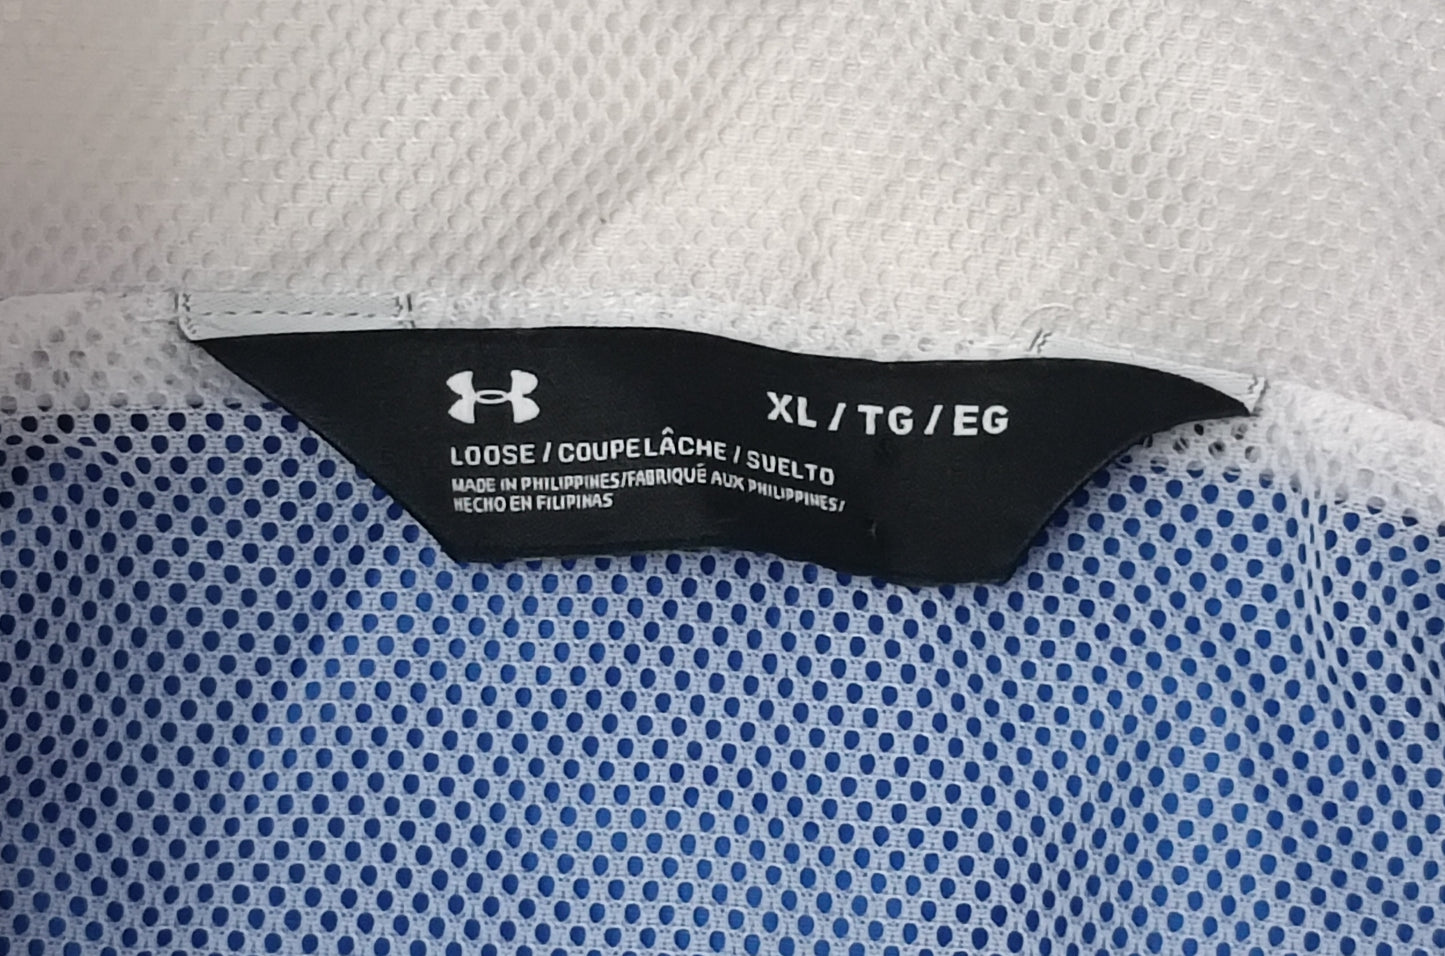 XL / TG / EG
LOOSE / COUPE LÂCHE / SUELTO
MADE IN PHILIPPINES/FABRIQUÉ AUX PHILIPPINES/
HECHO EN FILIPINAS